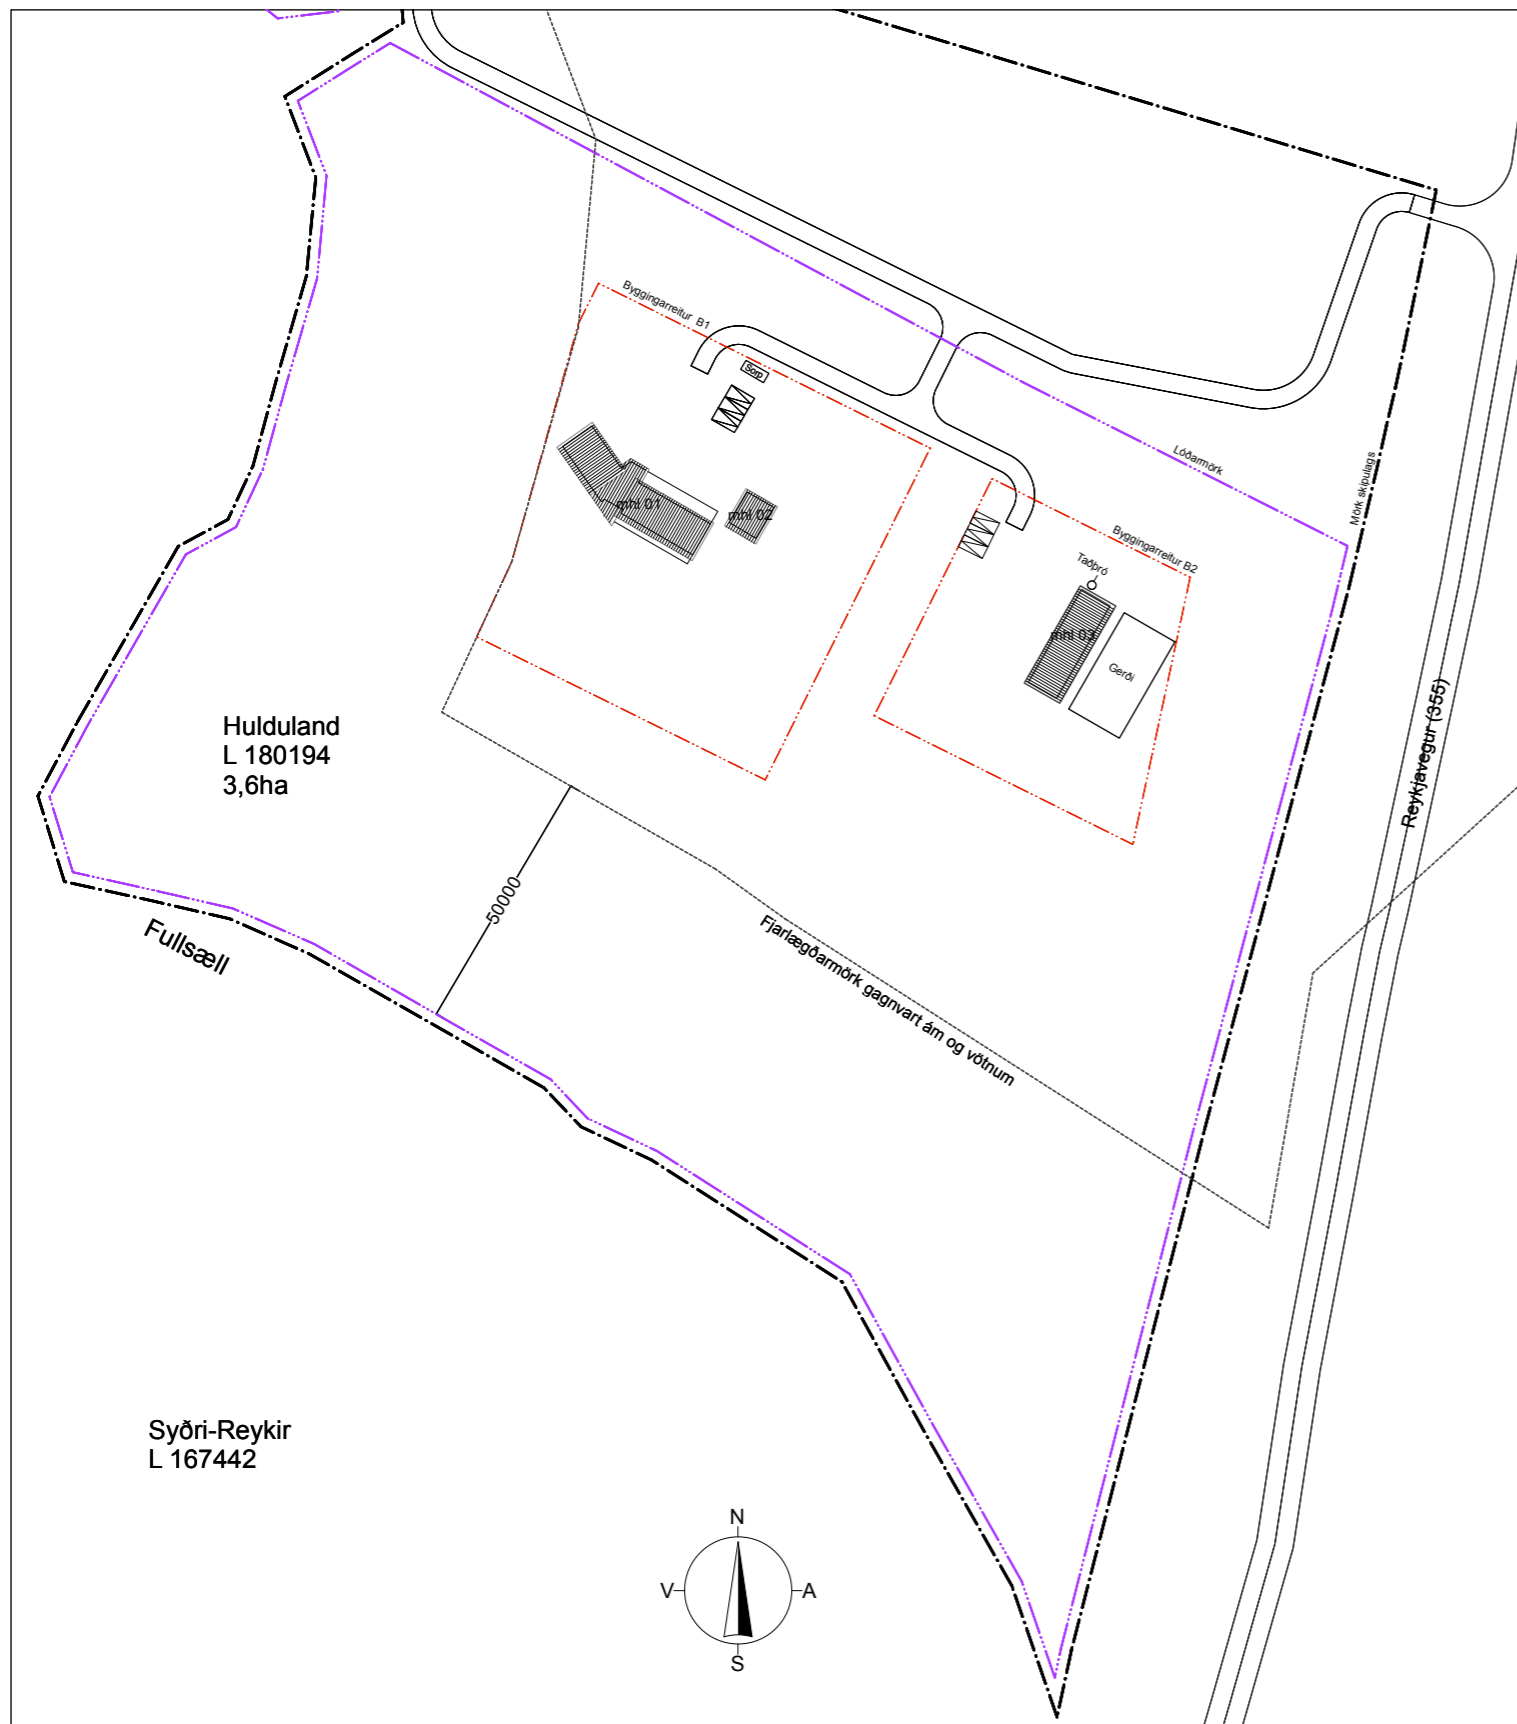 Byggingarreitur B1
Sorp
Lóðarmörk
Mörk skipulags
mhl 01
mhl 02
Byggingarreitur B2
Taðþró
mhl 03
Gerði
Reykjavegur (355)
Hulduland
L 180194
3,6ha
50000
Fullsæll
Fjarlægðarmörk gagnvart ám og vötnum
Syðri-Reykir
L 167442
N
V
A
S